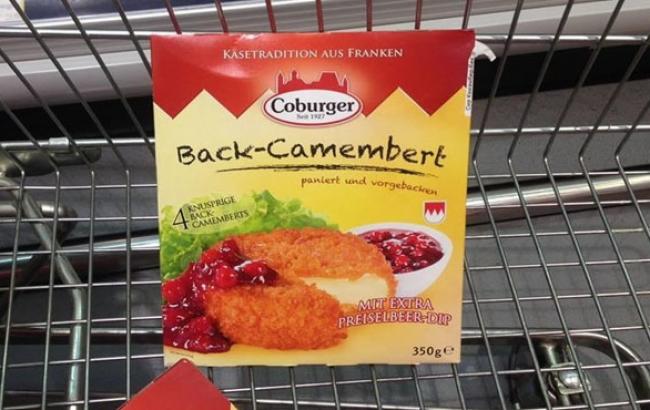 KÄSETRADITION AUS FRANKEN
Coburger
Seit 1927
Back-Camembert
paniert und vorgebacken
4 KNUSPRIGE
BACK-
CAMEMBERTS
MIT EXTRA
PREISELBEER-DIP
350g e